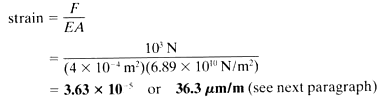 strain = F / EA
= 10³ N / (4 × 10⁻⁴ m²)(6.89 × 10¹⁰ N/m²)
= 3.63 × 10⁻⁵ or 36.3 μm/m (see next paragraph)